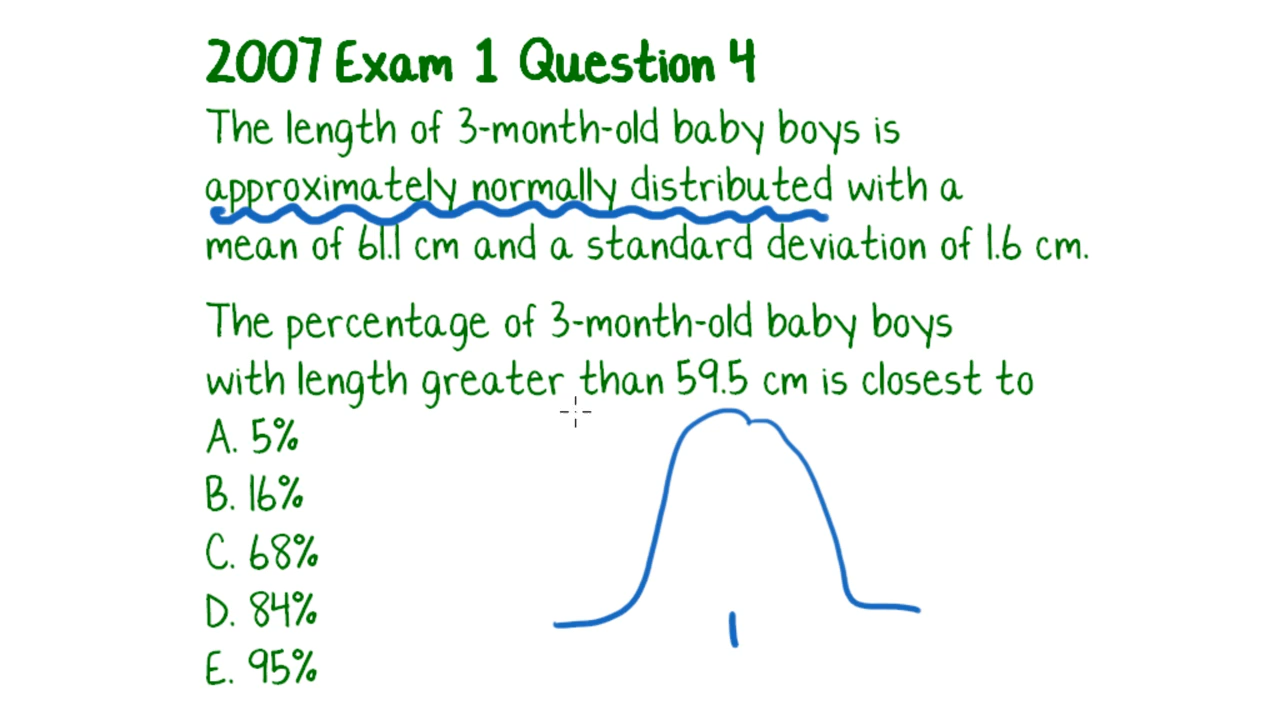 2007 Exam 1 Question 4
The length of 3-month-old baby boys is
approximately normally distributed with a
mean of 61.1 cm and a standard deviation of 1.6 cm.
The percentage of 3-month-old baby boys
with length greater than 59.5 cm is closest to
A. 5%
B. 16%
C. 68%
D. 84%
E. 95%